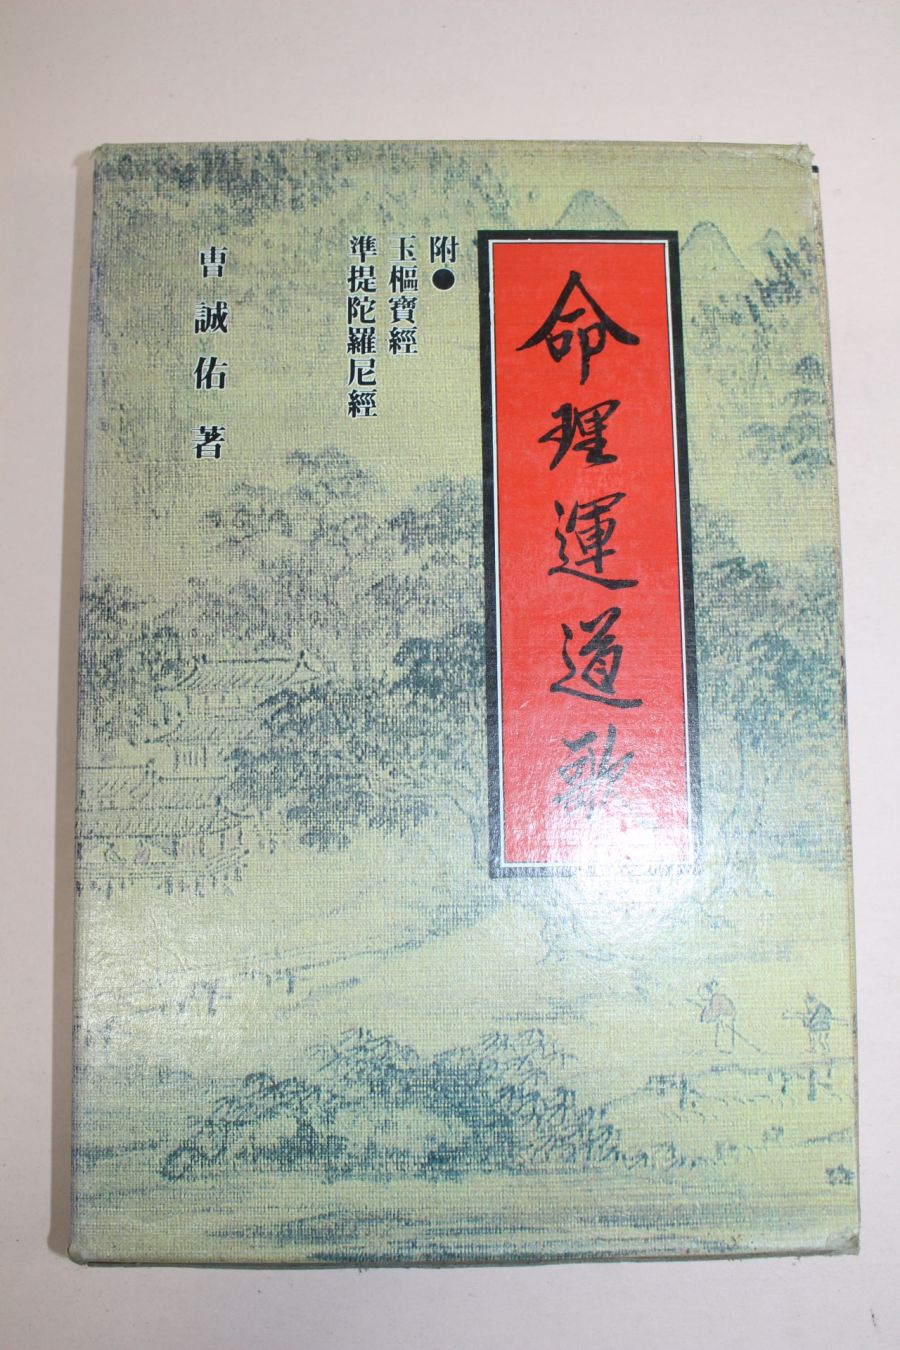 命理運道歌
附●
玉樞寶經
準提陀羅尼經
曺誠佑 著